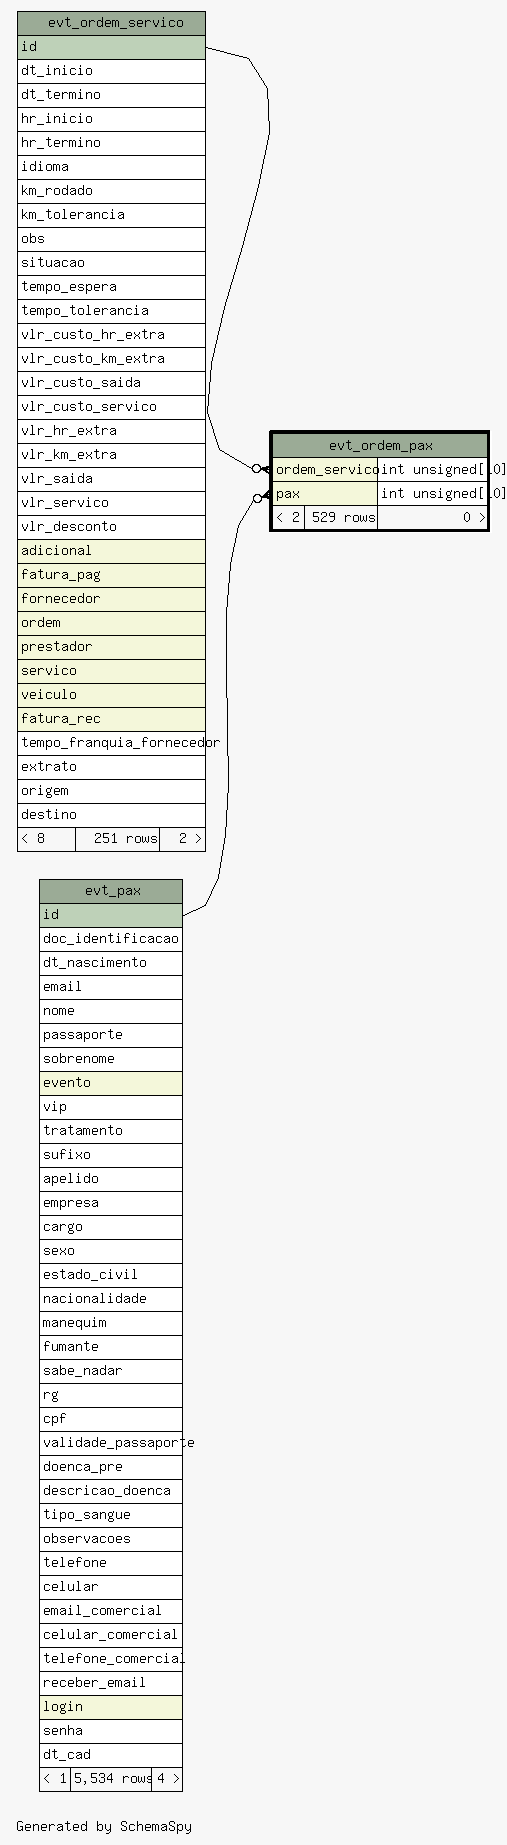 evt_ordem_servico
id
dt_inicio
dt_termino
hr_inicio
hr_termino
idioma
km_rodado
km_tolerancia
obs
situacao
tempo_espera
tempo_tolerancia
vlr_custo_hr_extra
vlr_custo_km_extra
vlr_custo_saida
vlr_custo_servico
vlr_hr_extra
vlr_km_extra
vlr_saida
vlr_servico
vlr_desconto
adicional
fatura_pag
fornecedor
ordem
prestador
servico
veiculo
fatura_rec
tempo_franquia_fornecedor
extrato
origem
destino
< 8 251 rows 2 >
evt_ordem_pax
ordem_servico int unsigned[10]
pax int unsigned[10]
< 2 529 rows 0 >
evt_pax
id
doc_identificacao
dt_nascimento
email
nome
passaporte
sobrenome
evento
vip
tratamento
sufixo
apelido
empresa
cargo
sexo
estado_civil
nacionalidade
manequim
fumante
sabe_nadar
rg
cpf
validade_passaporte
doenca_pre
descricao_doenca
tipo_sangue
observacoes
telefone
celular
email_comercial
celular_comercial
telefone_comercial
receber_email
login
senha
dt_cad
< 1 5,534 rows 4 >
Generated by SchemaSpy